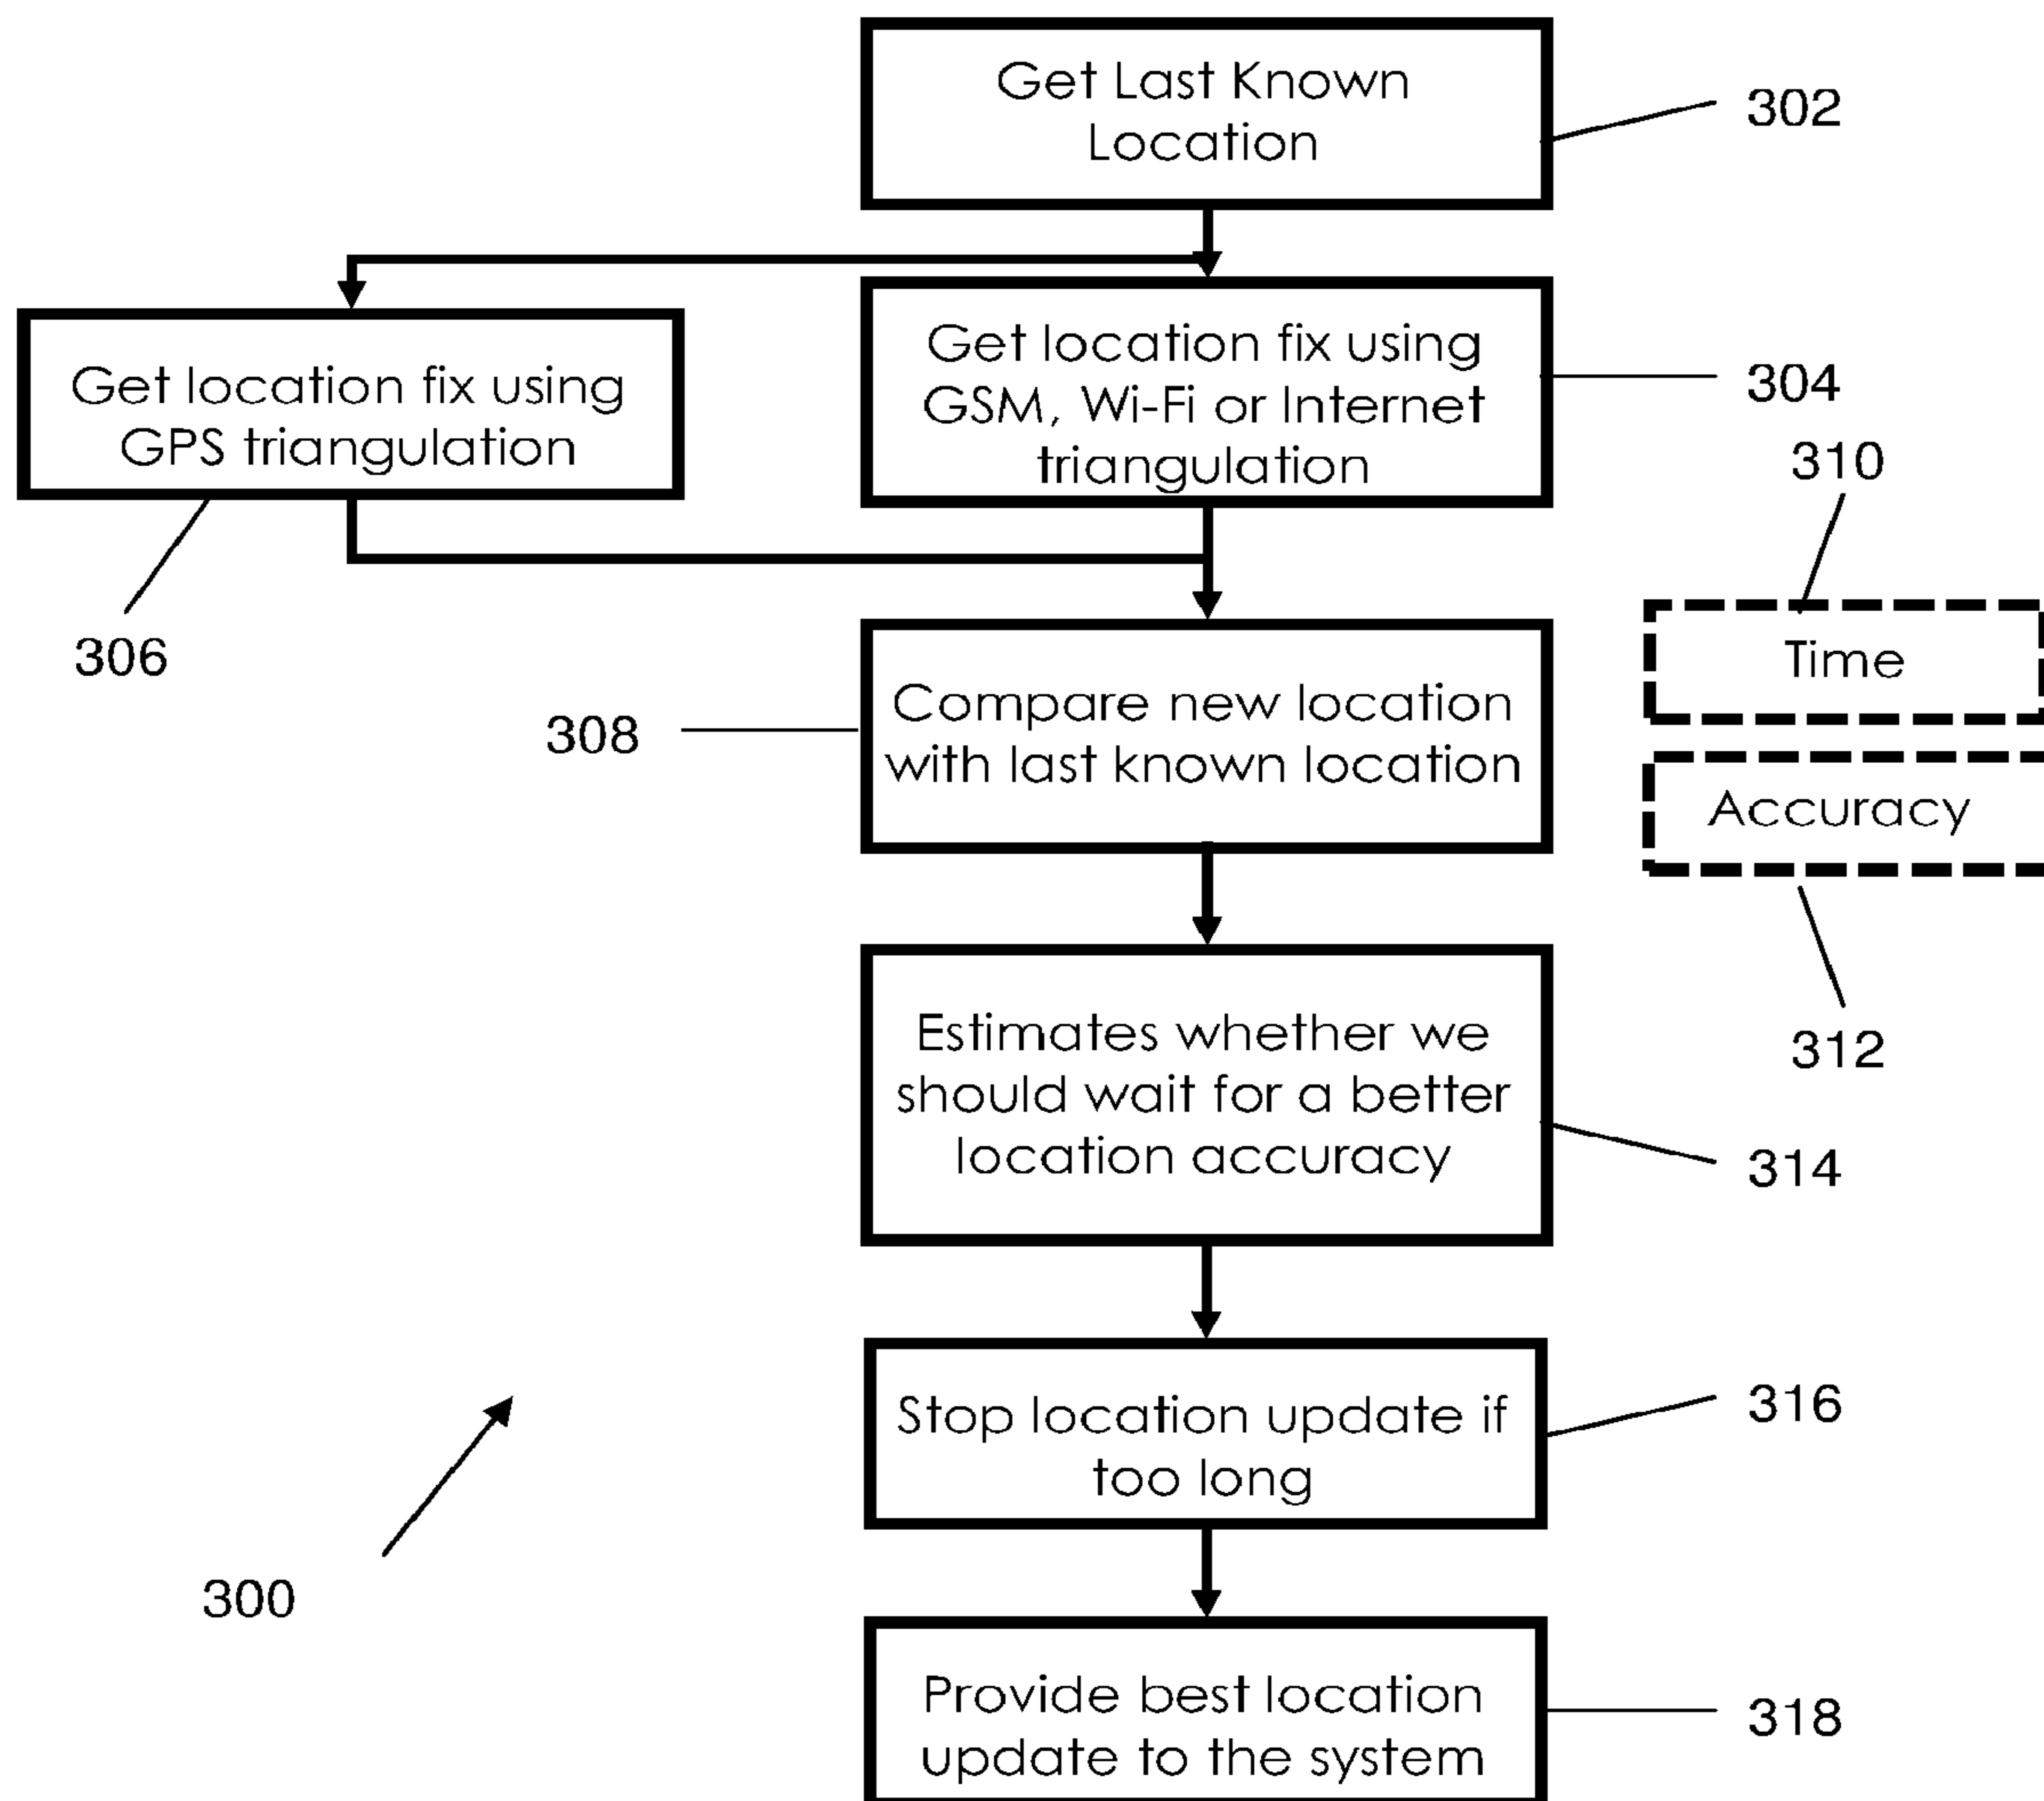 Get Last Known
Location
302
Get location fix using
GPS triangulation
306
Get location fix using
GSM, Wi-Fi or Internet
triangulation
304
310
Time
Accuracy
312
308
Compare new location
with last known location
Estimates whether we
should wait for a better
location accuracy
314
Stop location update if
too long
316
300
Provide best location
update to the system
318